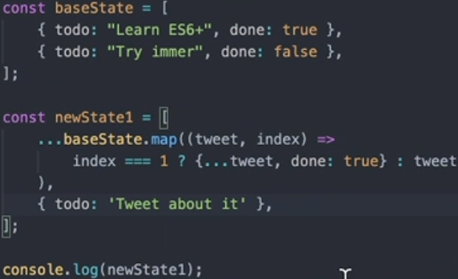 const baseState = [
    { todo: "Learn ES6+", done: true },
    { todo: "Try immer", done: false },
];
const newState1 = [
    ...baseState.map((tweet, index) =>
        index === 1 ? {...tweet, done: true} : tweet
    ),
    { todo: 'Tweet about it' },
];
console.log(newState1);